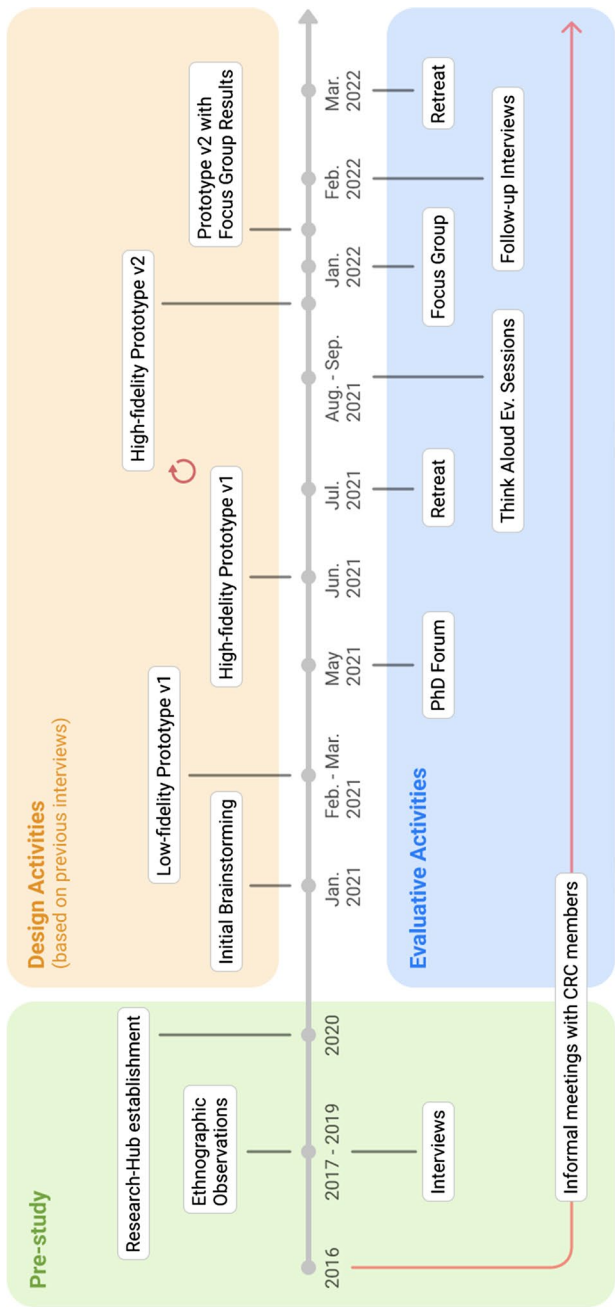 Pre-study
Research-Hub establishment
Ethnographic
Observations
2016
2017 - 2019
2020
Interviews
Informal meetings with CRC members
Design Activities
(based on previous interviews)
Initial Brainstorming
Low-fidelity Prototype v1
High-fidelity Prototype v1
High-fidelity Prototype v2
Prototype v2 with
Focus Group Results
Jan.
2021
Feb. - Mar.
2021
May
2021
Jun.
2021
Jul.
2021
Aug. - Sep.
2021
Jan.
2022
Feb.
2022
Mar.
2022
Evaluative Activities
PhD Forum
Retreat
Think Aloud Ev. Sessions
Focus Group
Follow-up Interviews
Retreat